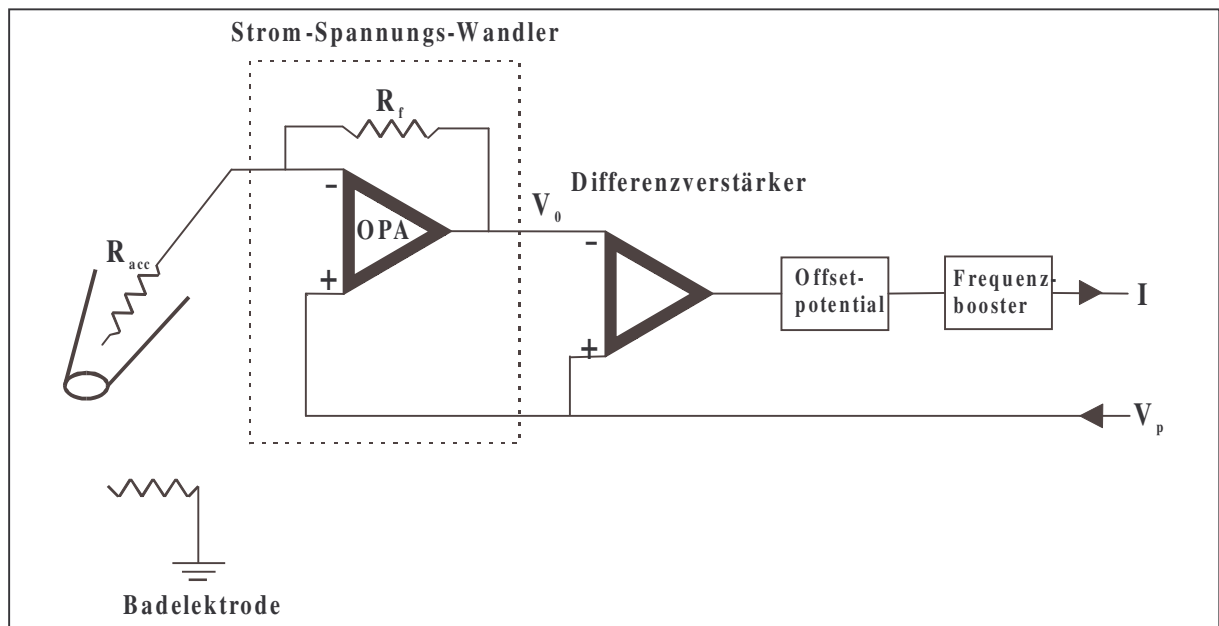 Strom-Spannungs-Wandler
R_f
Differenzverstärker
-
V_0
-
OPA
R_acc
+
Offset-
potential
Frequenz-
booster
I
+
V_p
Badelektrode